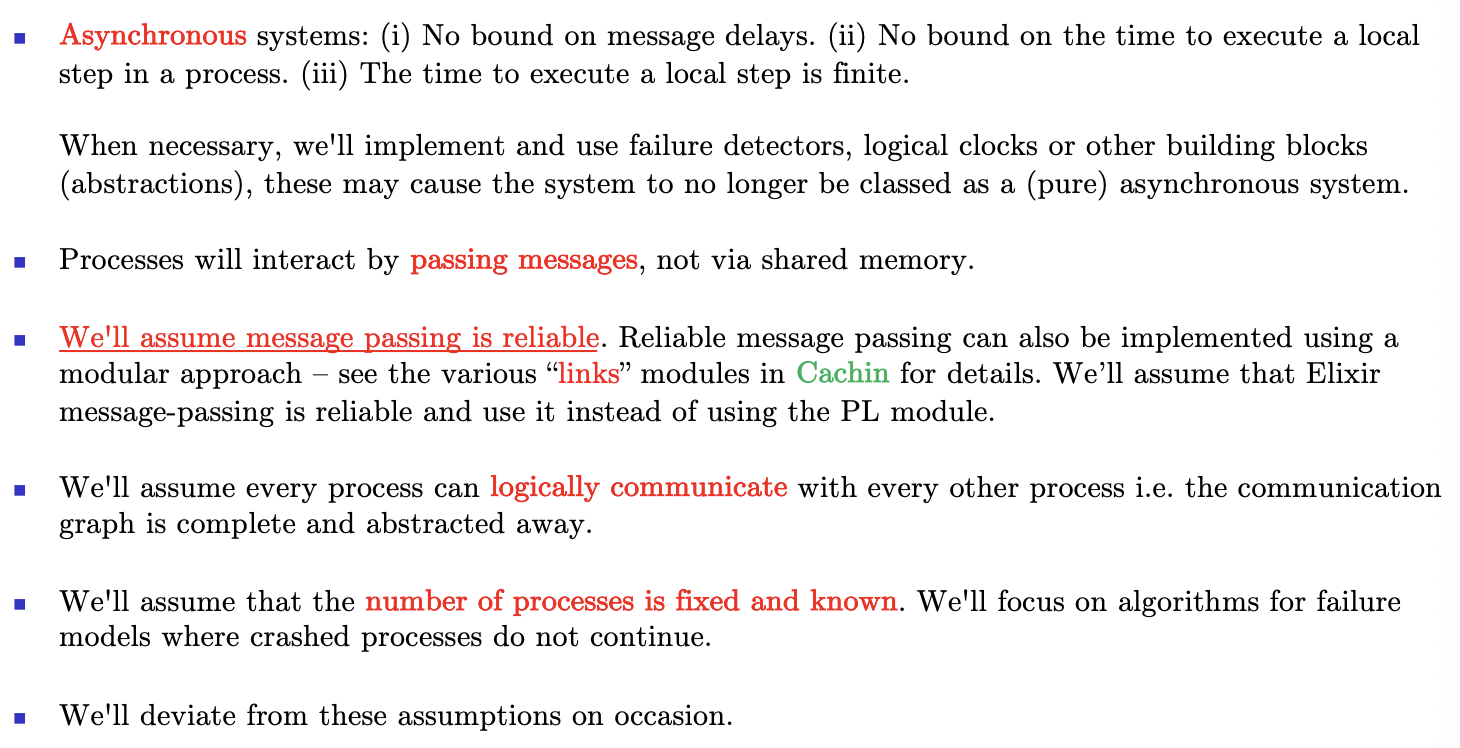 ▪ Asynchronous systems: (i) No bound on message delays. (ii) No bound on the time to execute a local
step in a process. (iii) The time to execute a local step is finite.
When necessary, we'll implement and use failure detectors, logical clocks or other building blocks
(abstractions), these may cause the system to no longer be classed as a (pure) asynchronous system.
▪ Processes will interact by passing messages, not via shared memory.
▪ We'll assume message passing is reliable. Reliable message passing can also be implemented using a
modular approach – see the various “links” modules in Cachin for details. We’ll assume that Elixir
message-passing is reliable and use it instead of using the PL module.
▪ We'll assume every process can logically communicate with every other process i.e. the communication
graph is complete and abstracted away.
▪ We'll assume that the number of processes is fixed and known. We'll focus on algorithms for failure
models where crashed processes do not continue.
▪ We'll deviate from these assumptions on occasion.